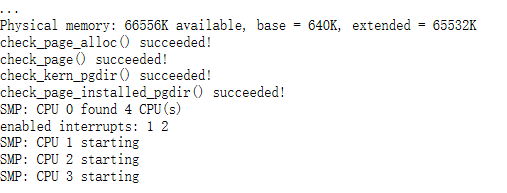 ...
Physical memory: 66556K available, base = 640K, extended = 65532K
check_page_alloc() succeeded!
check_page() succeeded!
check_kern_pgdir() succeeded!
check_page_installed_pgdir() succeeded!
SMP: CPU 0 found 4 CPU(s)
enabled interrupts: 1 2
SMP: CPU 1 starting
SMP: CPU 2 starting
SMP: CPU 3 starting